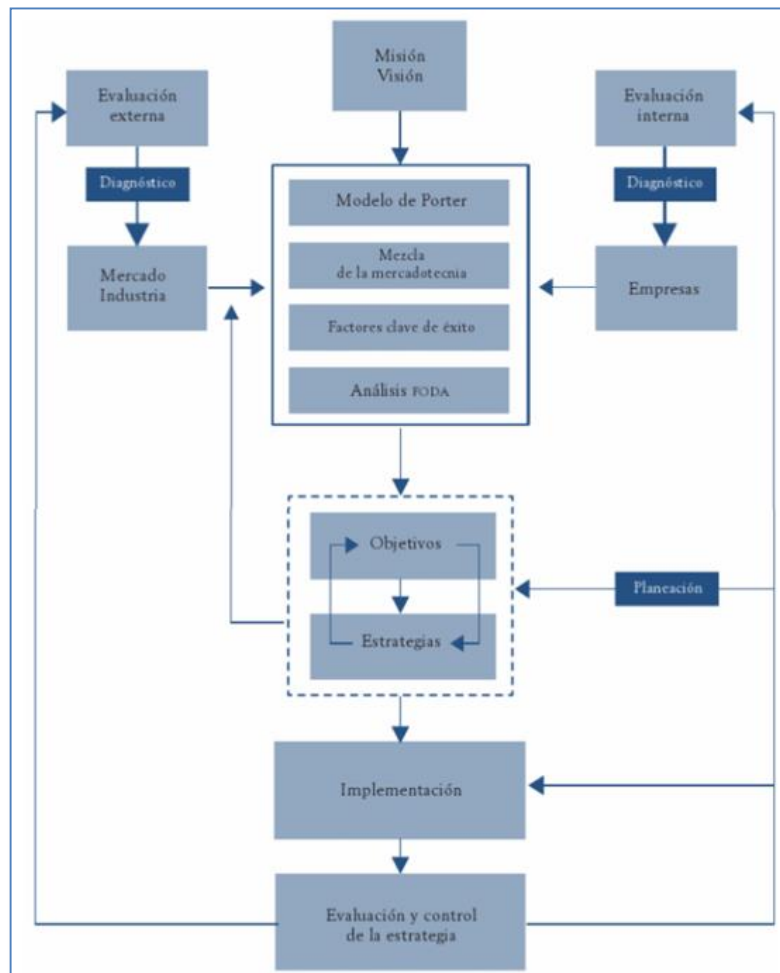 Misión
Visión
Evaluación
externa
Evaluación
interna
Diagnóstico
Diagnóstico
Modelo de Porter
Mezcla
de la mercadotecnia
Mercado
Industria
Empresas
Factores clave de éxito
Análisis FODA
Objetivos
Planeación
Estrategias
Implementación
Evaluación y control
de la estrategia